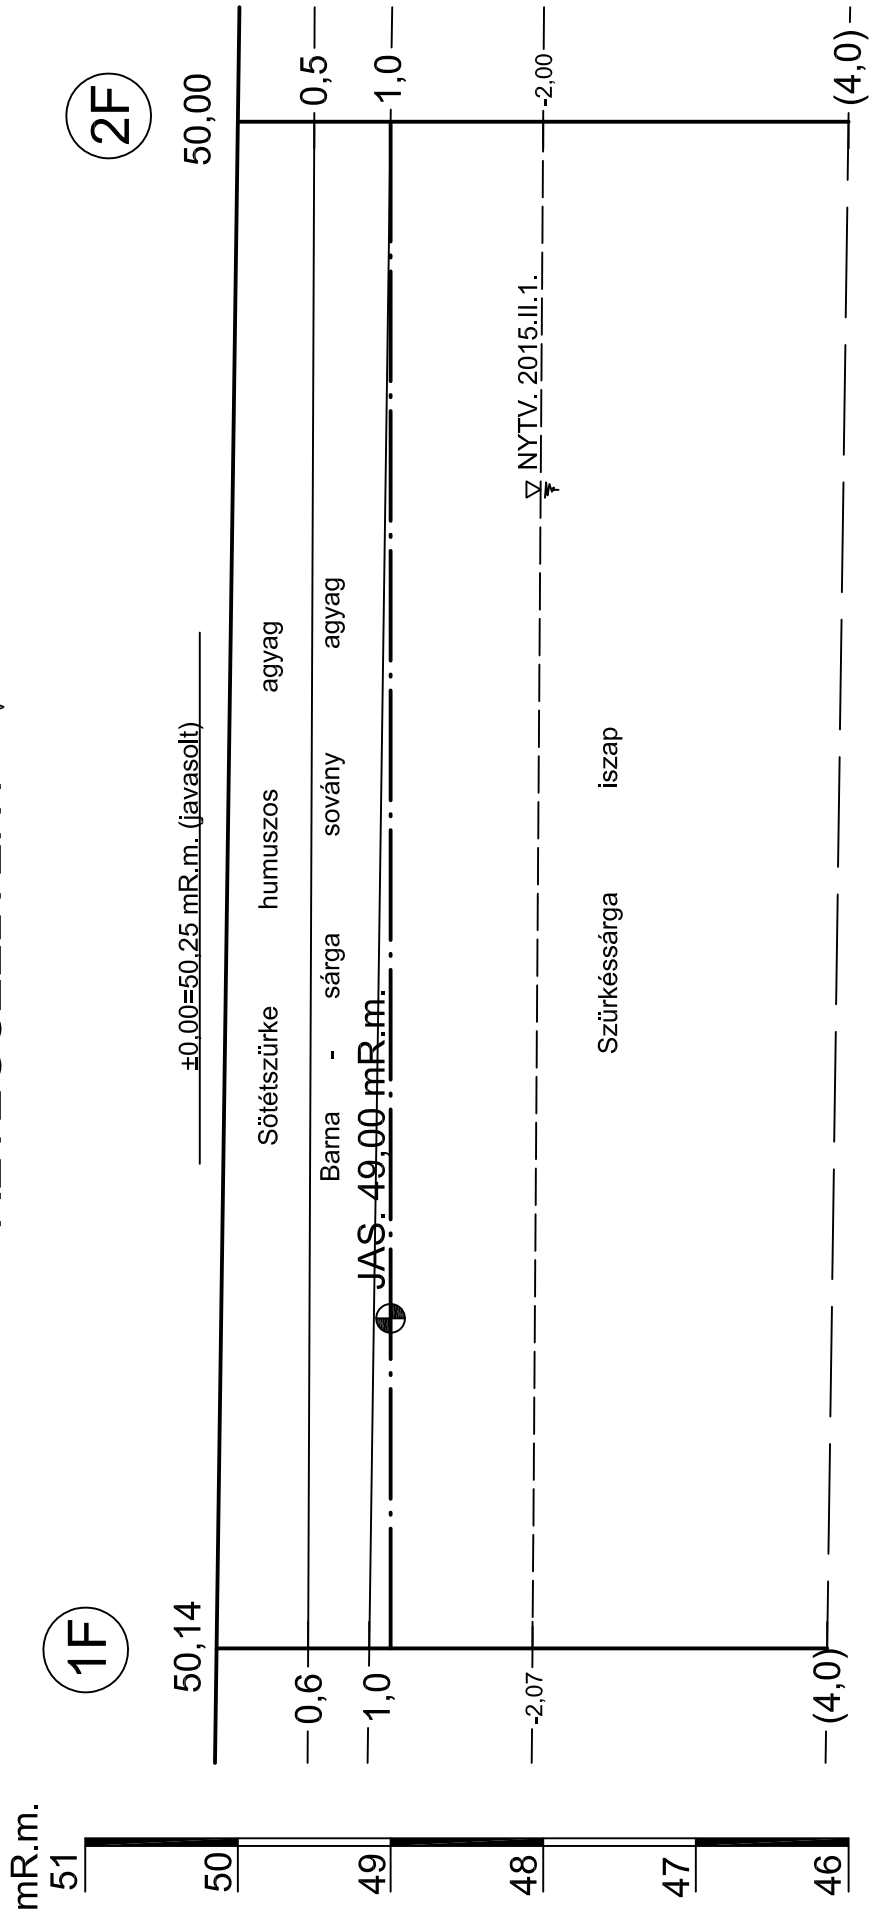 mR.m.
51
50
49
48
47
46
1F
2F
50,14
50,00
±0,00=50,25 mR.m. (javasolt)
Sötétszürke humuszos agyag
0,6
0,5
Barna - sárga sovány agyag
JAS. 49,00 mR.m.
1,0
1,0
NYTV. 2015.II.1.
-2,07
-2,00
Szürkéssárga iszap
(4,0)
(4,0)